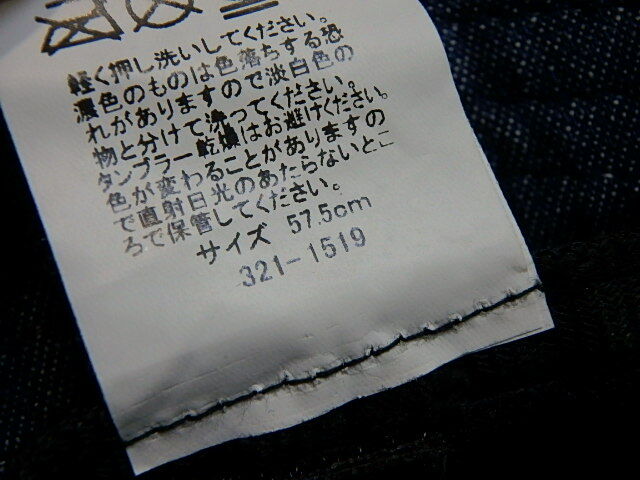 軽く押し洗いしてください。
濃色のものは色落ちする恐
れがありますので淡白色の
物と分けて洗ってください。
タンブラー乾燥はお避けください。
色が変わることがありますの
で直射日光のあたらないとこ
ろで保管してください。
サイズ 57.5cm
321-1519